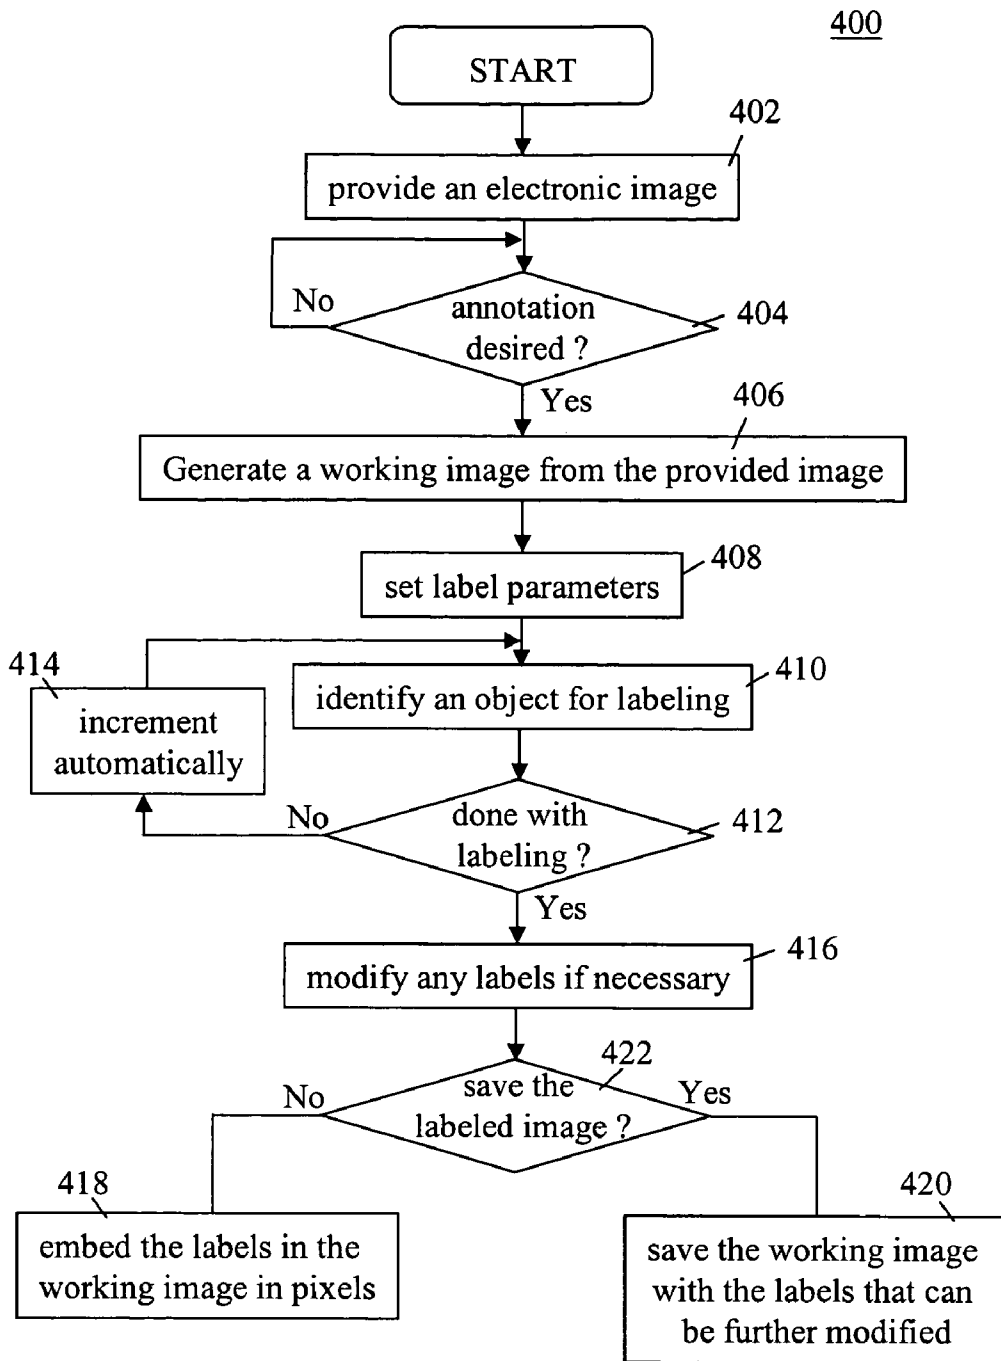 400
START
402
provide an electronic image
No
annotation
desired ?
404
Yes
406
Generate a working image from the provided image
408
set label parameters
414
increment
automatically
410
identify an object for labeling
No
done with
labeling ?
412
Yes
416
modify any labels if necessary
422
No
save the
labeled image ?
Yes
418
embed the labels in the
working image in pixels
420
save the working image
with the labels that can
be further modified